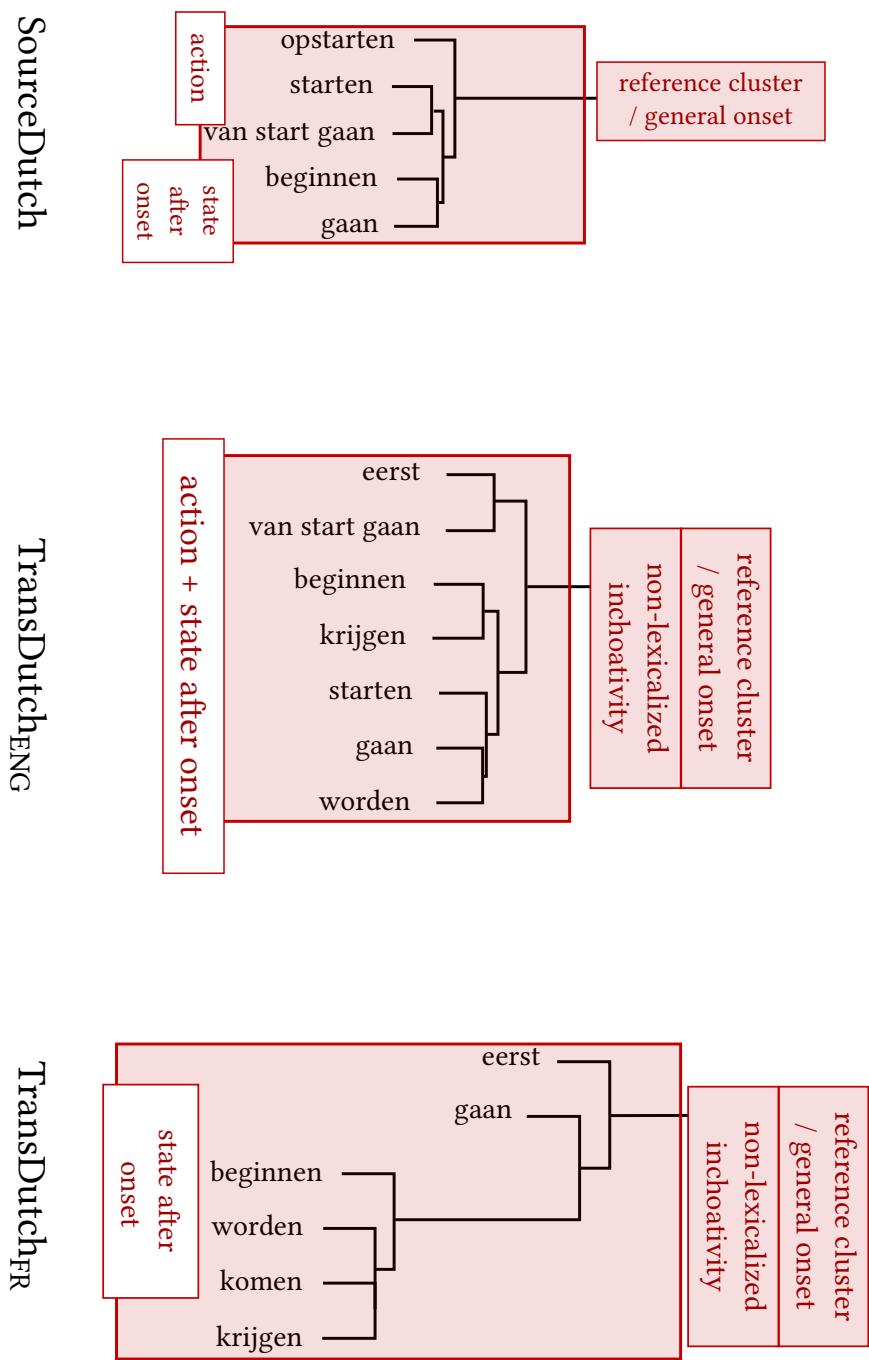 SourceDutch
action
state
after
onset
opstarten
starten
van start gaan
beginnen
gaan
reference cluster
/ general onset
TransDutchENG
action + state after onset
eerst
van start gaan
beginnen
krijgen
starten
gaan
worden
reference cluster
/ general onset
non-lexicalized
inchoativity
TransDutchFR
state after
onset
eerst
gaan
beginnen
worden
komen
krijgen
reference cluster
/ general onset
non-lexicalized
inchoativity